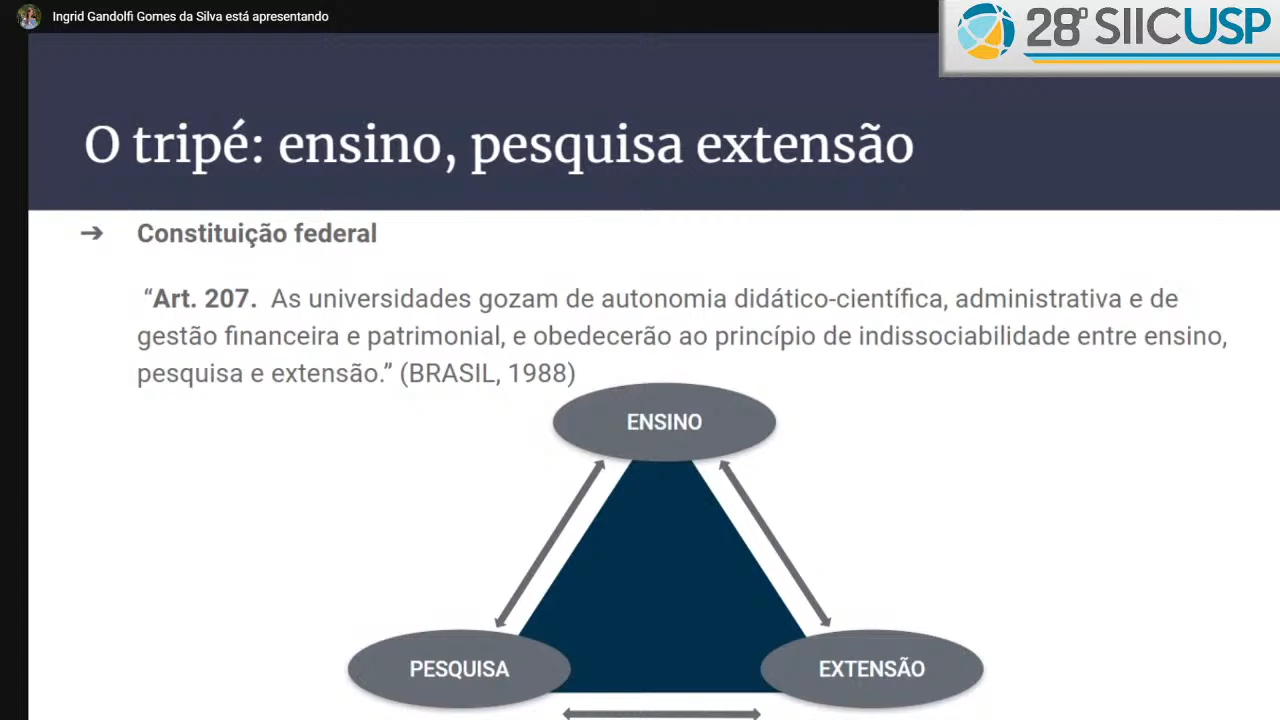 Ingrid Gandolfi Gomes da Silva está apresentando
28º SIICUSP
O tripé: ensino, pesquisa extensão
➔ Constituição federal
“Art. 207. As universidades gozam de autonomia didático-científica, administrativa e de
gestão financeira e patrimonial, e obedecerão ao princípio de indissociabilidade entre ensino,
pesquisa e extensão.” (BRASIL, 1988)
ENSINO
PESQUISA
EXTENSÃO